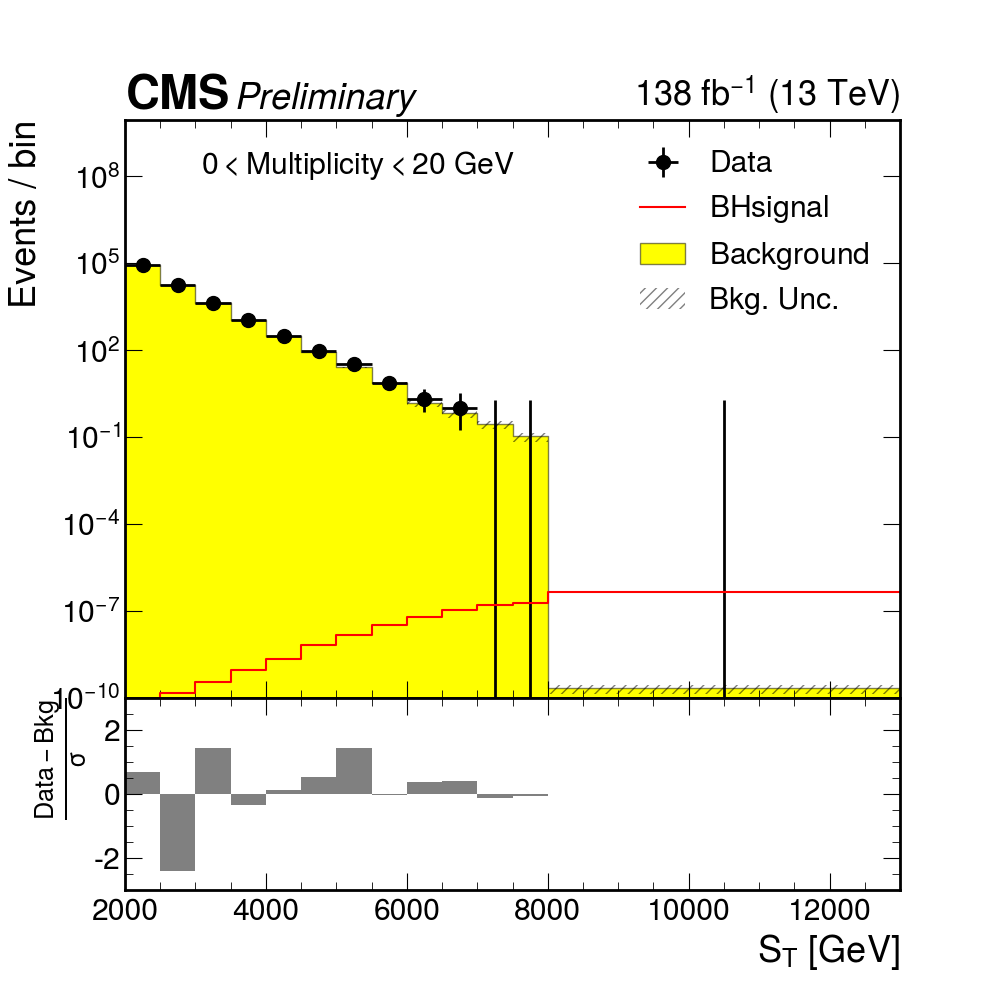 CMS Preliminary 138 fb⁻¹ (13 TeV)
Events / bin
0 < Multiplicity < 20 GeV
Data
BHsignal
Background
Bkg. Unc.
10⁸
10⁵
10²
10⁻¹
10⁻⁴
10⁻⁷
10⁻¹⁰
Data − Bkg
σ
2
0
-2
2000 4000 6000 8000 10000 12000
S_T [GeV]